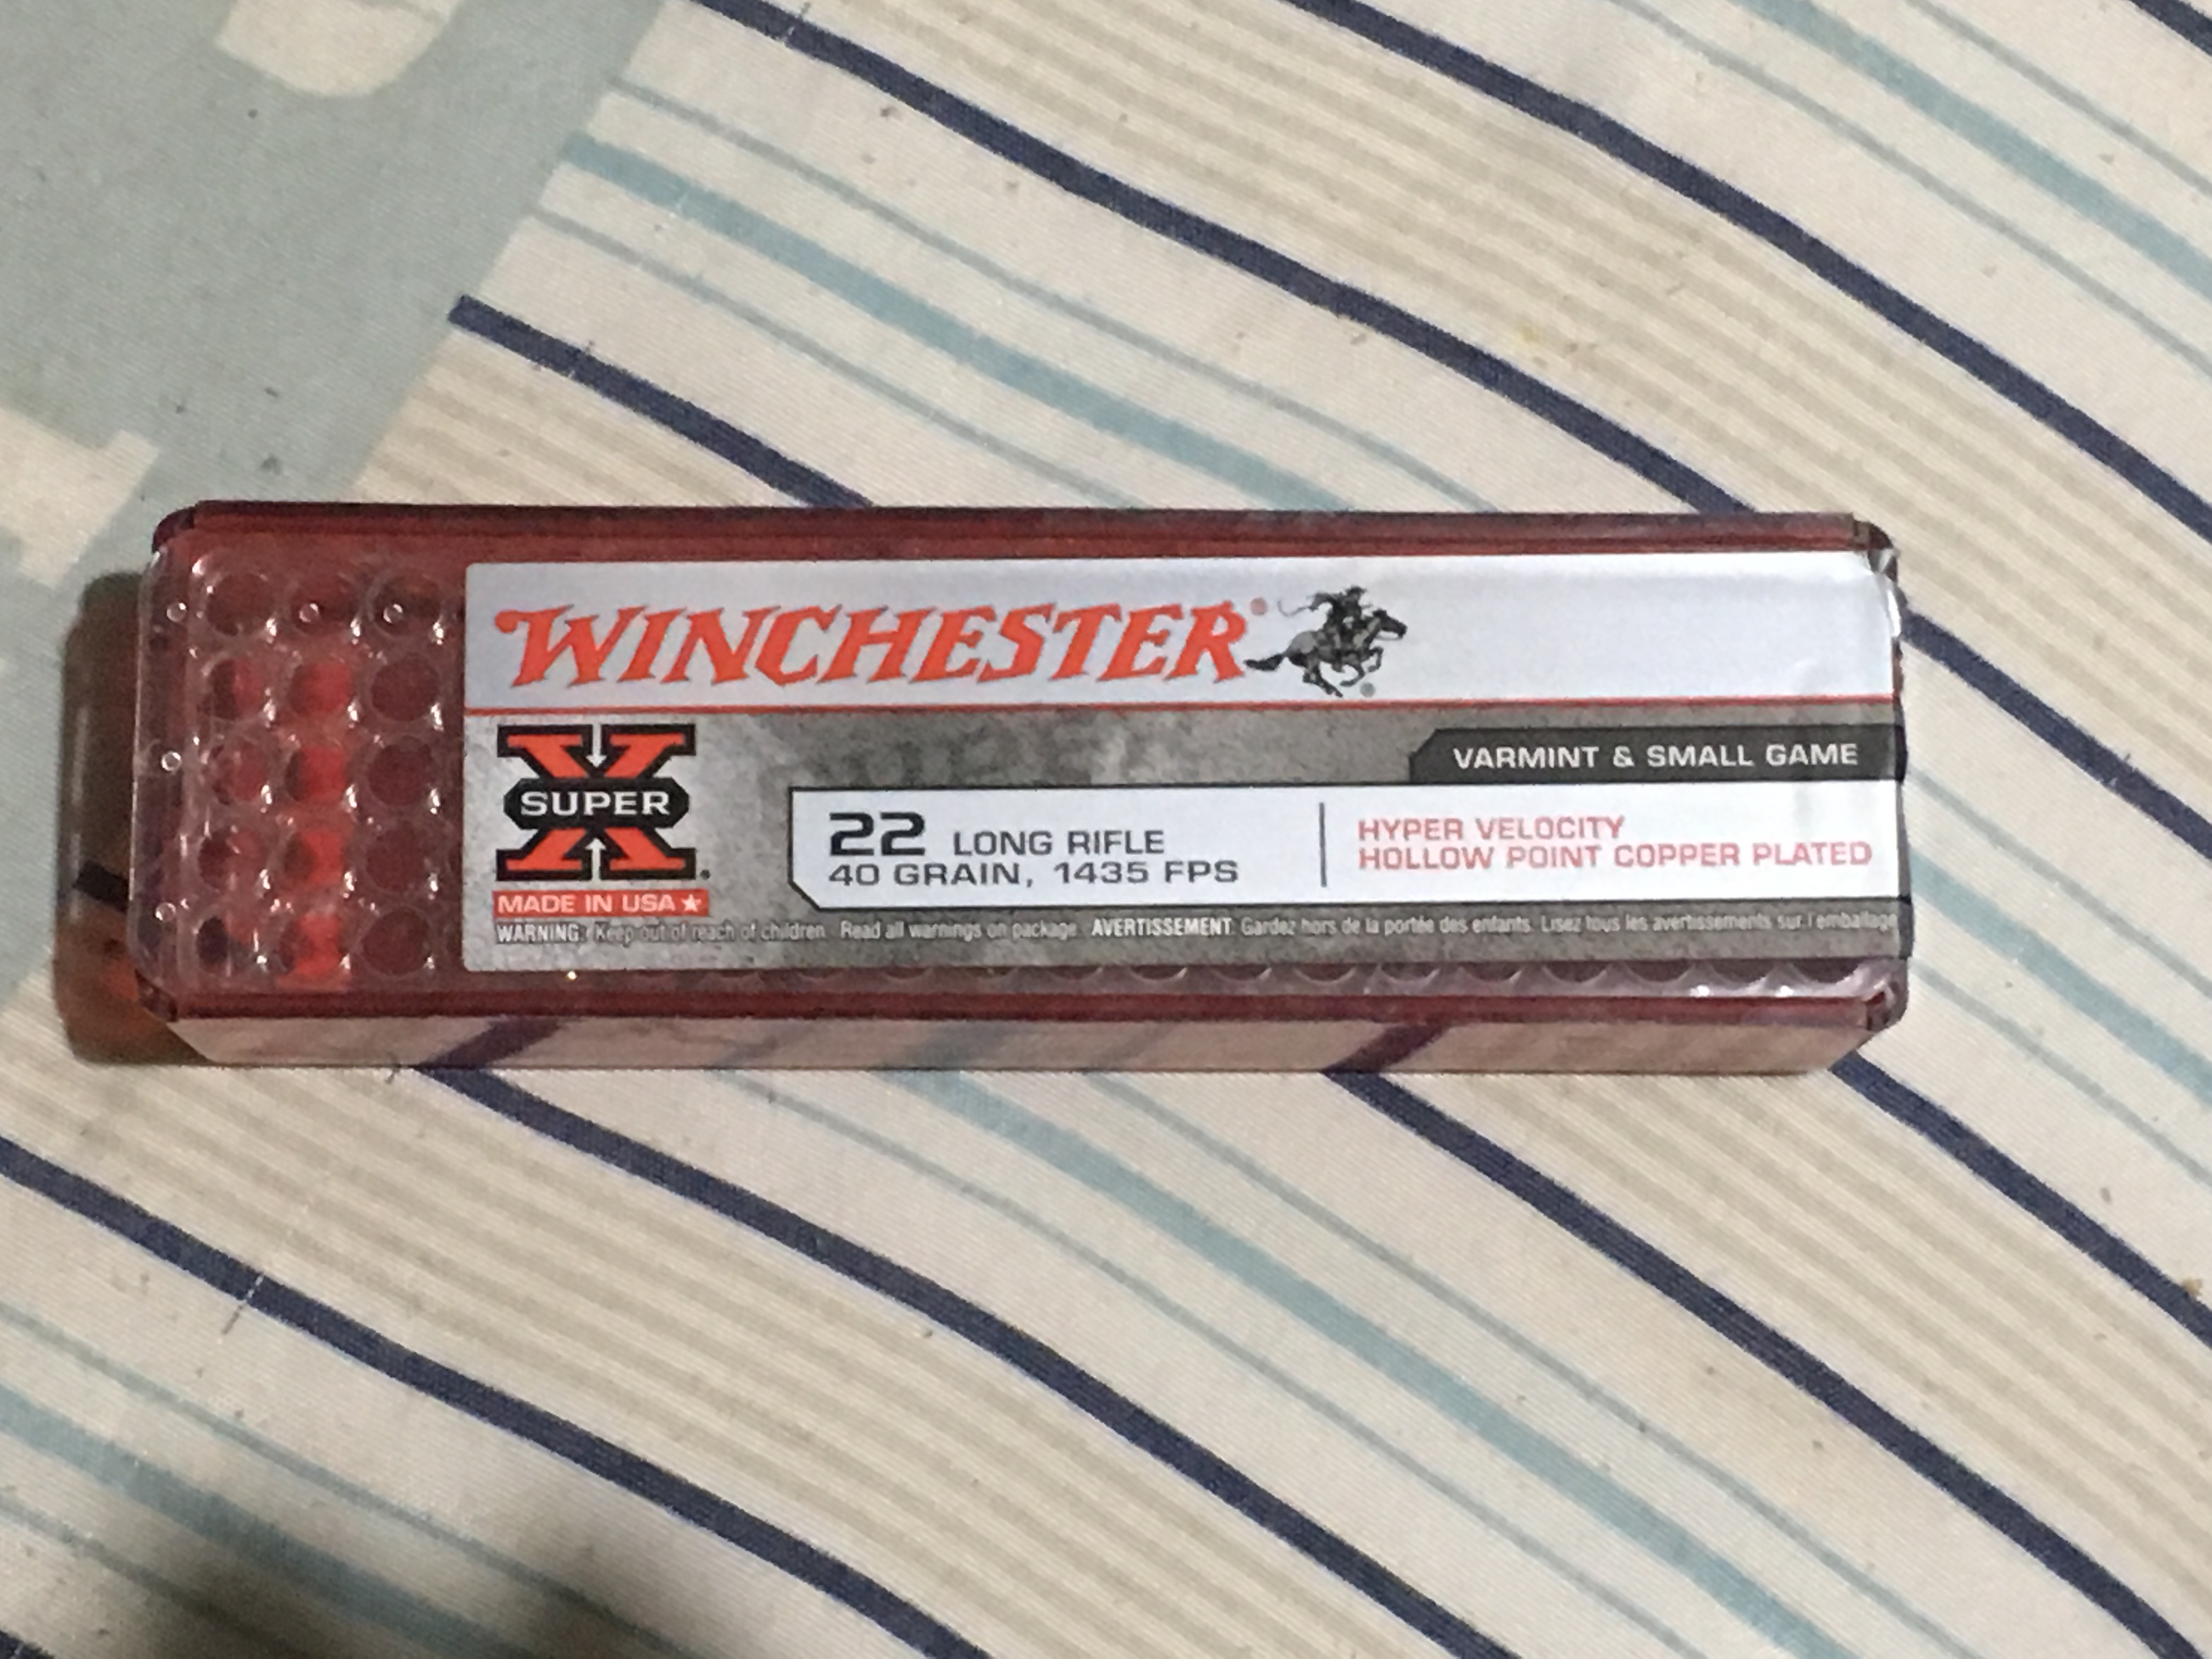 WINCHESTER®
X
SUPER
®
MADE IN USA
VARMINT & SMALL GAME
22 LONG RIFLE
40 GRAIN, 1435 FPS
HYPER VELOCITY
HOLLOW POINT COPPER PLATED
WARNING: Keep out of reach of children. Read all warnings on package. AVERTISSEMENT: Gardez hors de la portée des enfants. Lisez tous les avertissements sur l'emballage